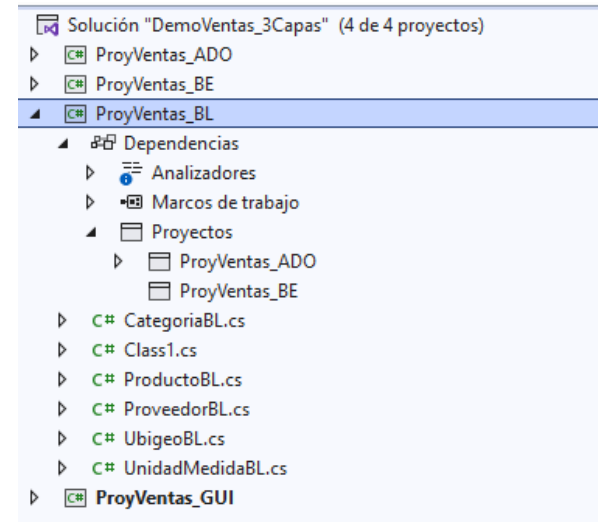 Solución "DemoVentas_3Capas" (4 de 4 proyectos)
C# ProyVentas_ADO
C# ProyVentas_BE
C# ProyVentas_BL
Dependencias
Analizadores
Marcos de trabajo
Proyectos
ProyVentas_ADO
ProyVentas_BE
C# CategoriaBL.cs
C# Class1.cs
C# ProductoBL.cs
C# ProveedorBL.cs
C# UbigeoBL.cs
C# UnidadMedidaBL.cs
C# ProyVentas_GUI